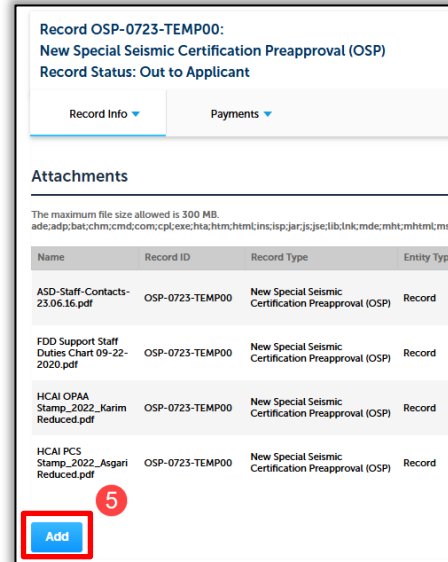 Record OSP-0723-TEMP00:
New Special Seismic Certification Preapproval (OSP)
Record Status: Out to Applicant
Record Info
Payments
Attachments
The maximum file size allowed is 300 MB.
ade;adp;bat;chm;cmd;com;cpl;exe;hta;htm;html;ins;isp;jar;js;jse;lib;lnk;mde;mht;mhtml;ms
Name Record ID Record Type Entity Typ
ASD-Staff-Contacts-
23.06.16.pdf
OSP-0723-TEMP00
New Special Seismic
Certification Preapproval (OSP)
Record
FDD Support Staff
Duties Chart 09-22-
2020.pdf
OSP-0723-TEMP00
New Special Seismic
Certification Preapproval (OSP)
Record
HCAI OPAA
Stamp_2022_Karim
Reduced.pdf
OSP-0723-TEMP00
New Special Seismic
Certification Preapproval (OSP)
Record
HCAI PCS
Stamp_2022_Asgari
Reduced.pdf
OSP-0723-TEMP00
New Special Seismic
Certification Preapproval (OSP)
Record
5
Add